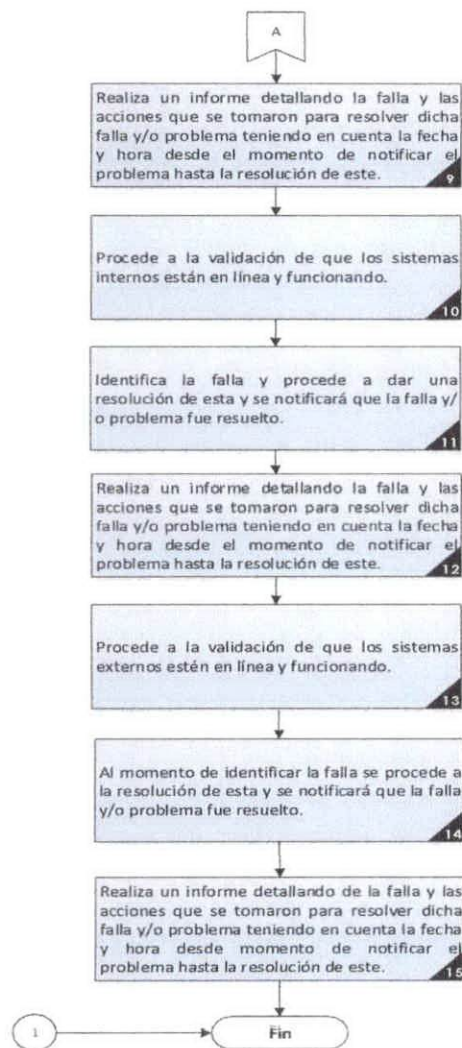 A
Realiza un informe detallando la falla y las
acciones que se tomaron para resolver dicha
falla y/o problema teniendo en cuenta la fecha
y hora desde el momento de notificar el
problema hasta la resolución de este.
9
Procede a la validación de que los sistemas
internos están en línea y funcionando.
10
Identifica la falla y procede a dar una
resolución de esta y se notificará que la falla y/
o problema fue resuelto.
11
Realiza un informe detallando la falla y las
acciones que se tomaron para resolver dicha
falla y/o problema teniendo en cuenta la fecha
y hora desde el momento de notificar el
problema hasta la resolución de este.
12
Procede a la validación de que los sistemas
externos estén en línea y funcionando.
13
Al momento de identificar la falla se procede a
la resolución de esta y se notificará que la falla
y/o problema fue resuelto.
14
Realiza un informe detallando de la falla y las
acciones que se tomaron para resolver dicha
falla y/o problema teniendo en cuenta la fecha
y hora desde momento de notificar el
problema hasta la resolución de este.
15
1
Fin